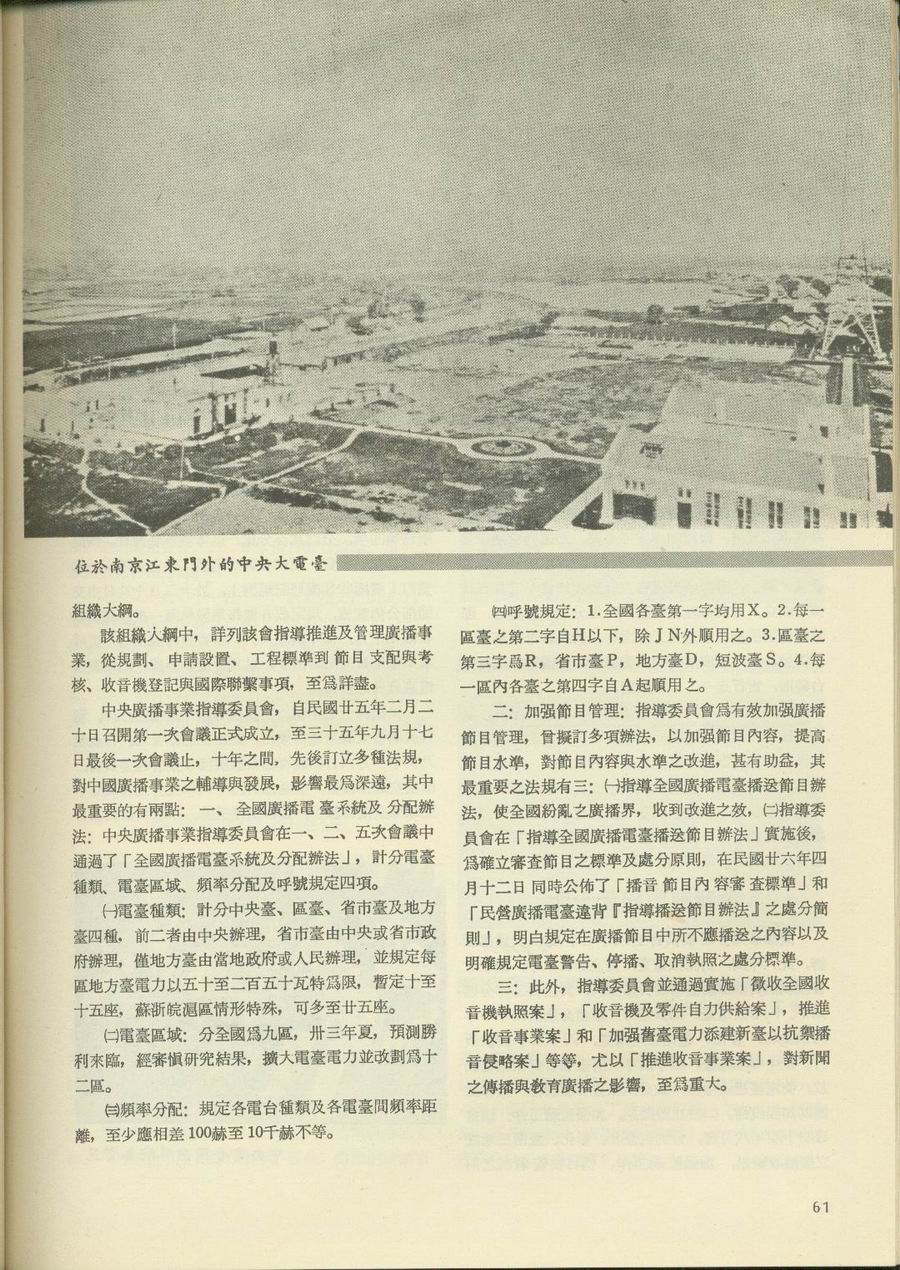 位於南京江東門外的中央大電臺
組織大綱。
該組織大綱中，詳列該會指導推進及管理廣播事
業，從規劃、申請設置、工程標準到節目支配與考
核、收音機登記與國際聯繫事項，至爲詳盡。
中央廣播事業指導委員會，自民國廿五年二月二
十日召開第一次會議正式成立，至三十五年九月十七
日最後一次會議止，十年之間，先後訂立多種法規，
對中國廣播事業之輔導與發展，影響最爲深遠，其中
最重要的有兩點：一、全國廣播電臺系統及分配辦
法：中央廣播事業指導委員會在一、二、五次會議中
通過了「全國廣播電臺系統及分配辦法」，計分電臺
種類、電臺區域、頻率分配及呼號規定四項。
㈠電臺種類：計分中央臺、區臺、省市臺及地方
臺四種，前二者由中央辦理，省市臺由中央或省市政
府辦理，僅地方臺由當地政府或人民辦理，並規定每
區地方臺電力以五十至二百五十瓦特爲限，暫定十至
十五座，蘇浙皖滬區情形特殊，可多至廿五座。
㈡電臺區域：分全國爲九區，卅三年夏，預測勝
利來臨，經審愼研究結果，擴大電臺電力並改劃爲十
二區。
㈢頻率分配：規定各電台種類及各電臺間頻率距
離，至少應相差100赫至10千赫不等。
㈣呼號規定：1.全國各臺第一字均用X。2.每一
區臺之第二字自H以下，除JN外順用之。3.區臺之
第三字爲R，省市臺P，地方臺D，短波臺S。4.每
一區內各臺之第四字自A起順用之。
二：加强節目管理：指導委員會爲有效加强廣播
節目管理，曾擬訂多項辦法，以加强節目內容，提高
節目水準，對節目內容與水準之改進，甚有助益，其
最重要之法規有三：㈠指導全國廣播電臺播送節目辦
法，使全國紛亂之廣播界，收到改進之效，㈡指導委
員會在「指導全國廣播電臺播送節目辦法」實施後，
爲確立審查節目之標準及處分原則，在民國廿六年四
月十二日同時公佈了「播音節目內容審查標準」和
「民營廣播電臺違背『指導播送節目辦法』之處分簡
則」，明白規定在廣播節目中所不應播送之內容以及
明確規定電臺警告、停播、取消執照之處分標準。
三：此外，指導委員會並通過實施「徵收全國收
音機執照案」，「收音機及零件自力供給案」，推進
「收音事業案」和「加强舊臺電力添建新臺以抗禦播
音侵略案」等等，尤以「推進收音事業案」，對新聞
之傳播與敎育廣播之影響，至爲重大。
61